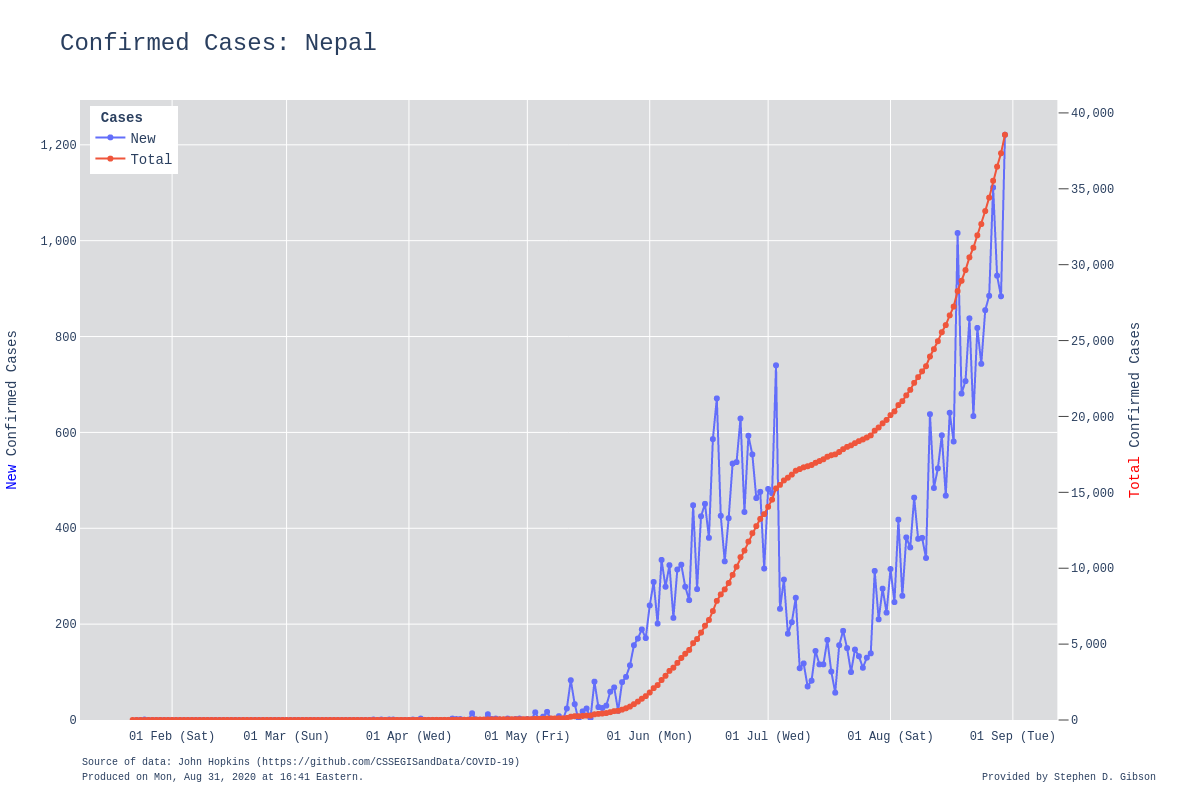 Confirmed Cases: Nepal
Cases
New
Total
1,200
1,000
800
600
400
200
0
New Confirmed Cases
40,000
35,000
30,000
25,000
20,000
15,000
10,000
5,000
0
Total Confirmed Cases
01 Feb (Sat) 01 Mar (Sun) 01 Apr (Wed) 01 May (Fri) 01 Jun (Mon) 01 Jul (Wed) 01 Aug (Sat) 01 Sep (Tue)
Source of data: John Hopkins (https://github.com/CSSEGISandData/COVID-19)
Produced on Mon, Aug 31, 2020 at 16:41 Eastern.
Provided by Stephen D. Gibson